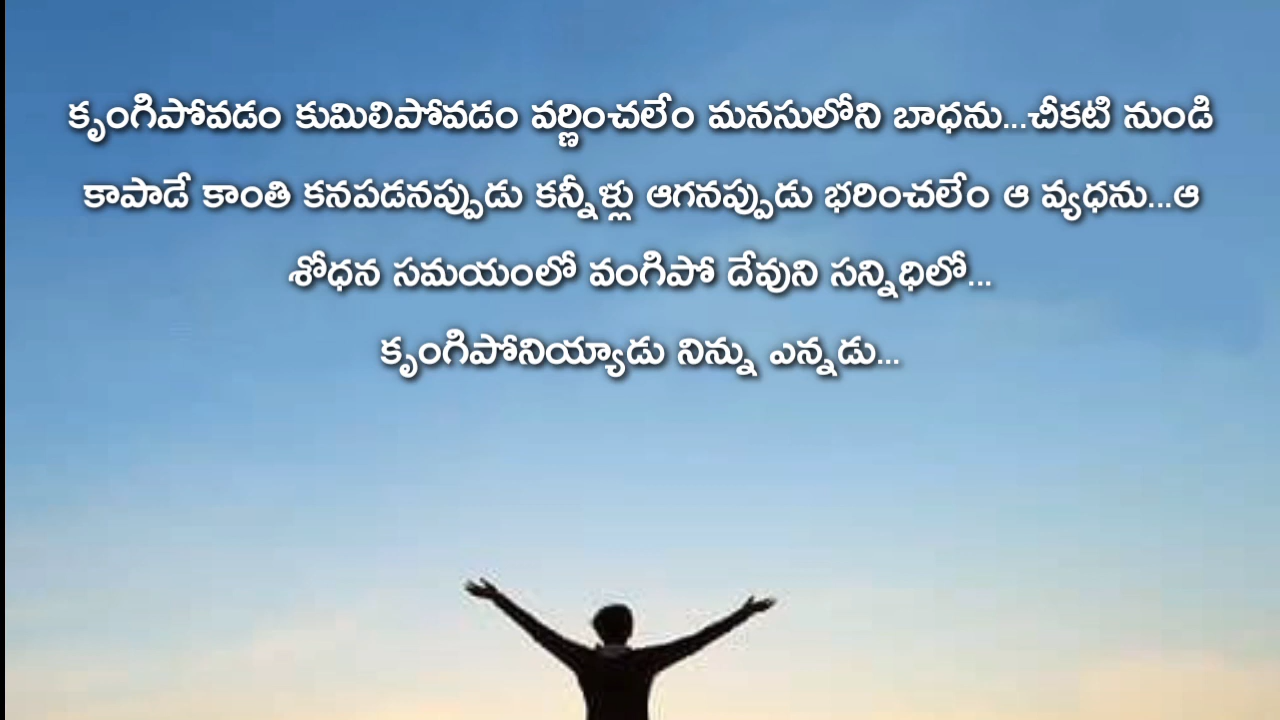 కృంగిపోవడం కుమిలిపోవడం వర్ణించలేం మనసులోని బాధను...చీకటి నుండి
కాపాడే కాంతి కనపడనప్పుడు కన్నీళ్లు ఆగనప్పుడు భరించలేం ఆ వ్యధను...ఆ
శోధన సమయంలో వంగిపో దేవుని సన్నిధిలో...
కృంగిపోనియ్యాడు నిన్ను ఎన్నడు...